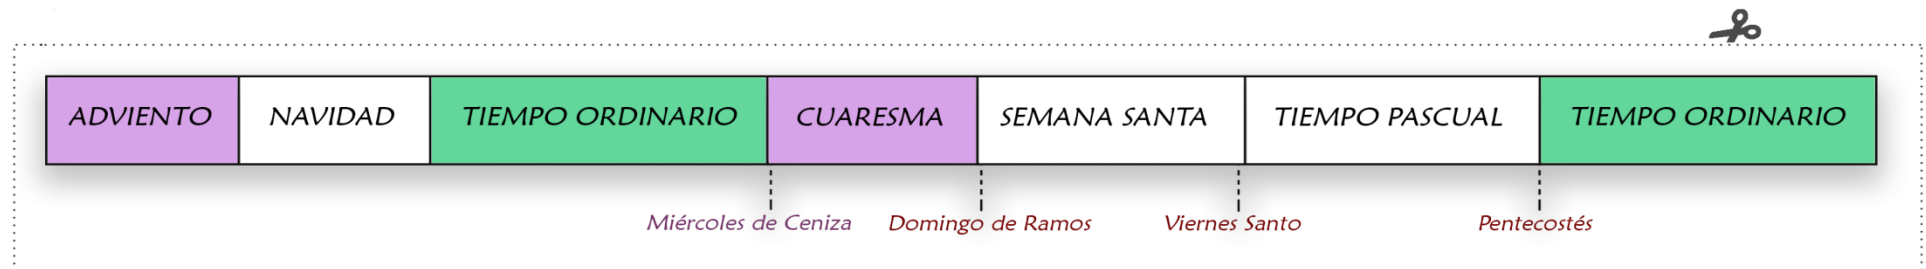 ADVIENTO NAVIDAD TIEMPO ORDINARIO CUARESMA SEMANA SANTA TIEMPO PASCUAL TIEMPO ORDINARIO
Miércoles de Ceniza Domingo de Ramos Viernes Santo Pentecostés